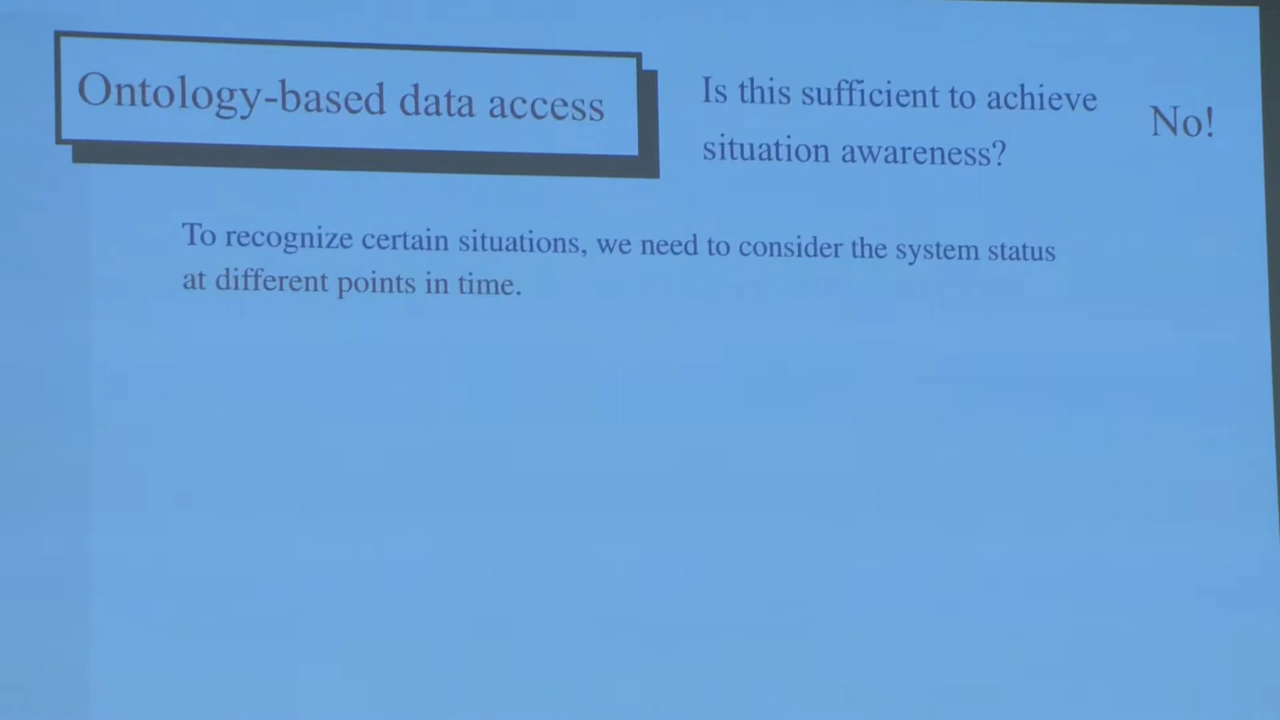 Ontology-based data access
Is this sufficient to achieve
situation awareness?
No!
To recognize certain situations, we need to consider the system status
at different points in time.